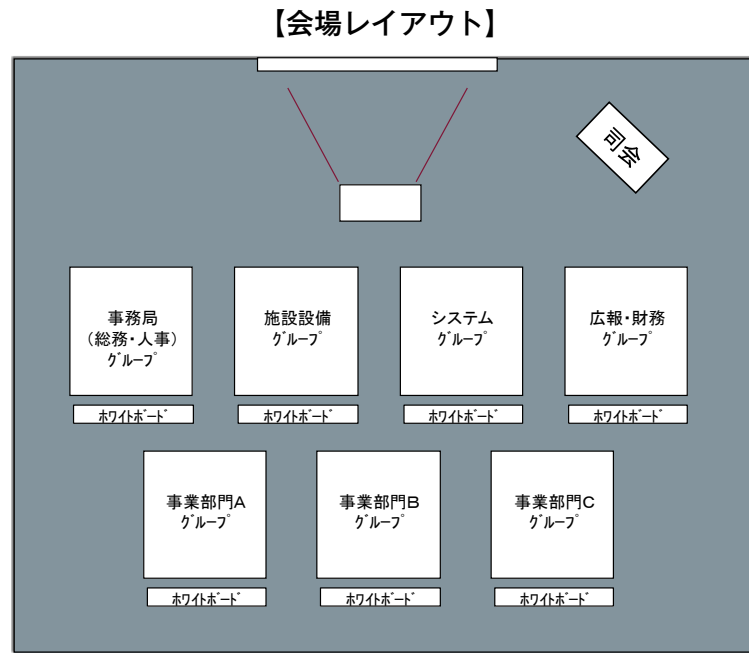 【会場レイアウト】
司会
事務局
（総務・人事）
ｸﾞﾙｰﾌﾟ
施設設備
ｸﾞﾙｰﾌﾟ
システム
ｸﾞﾙｰﾌﾟ
広報・財務
ｸﾞﾙｰﾌﾟ
ﾎﾜｲﾄﾎﾞｰﾄﾞ
ﾎﾜｲﾄﾎﾞｰﾄﾞ
ﾎﾜｲﾄﾎﾞｰﾄﾞ
ﾎﾜｲﾄﾎﾞｰﾄﾞ
事業部門Ａ
ｸﾞﾙｰﾌﾟ
事業部門Ｂ
ｸﾞﾙｰﾌﾟ
事業部門Ｃ
ｸﾞﾙｰﾌﾟ
ﾎﾜｲﾄﾎﾞｰﾄﾞ
ﾎﾜｲﾄﾎﾞｰﾄﾞ
ﾎﾜｲﾄﾎﾞｰﾄﾞ